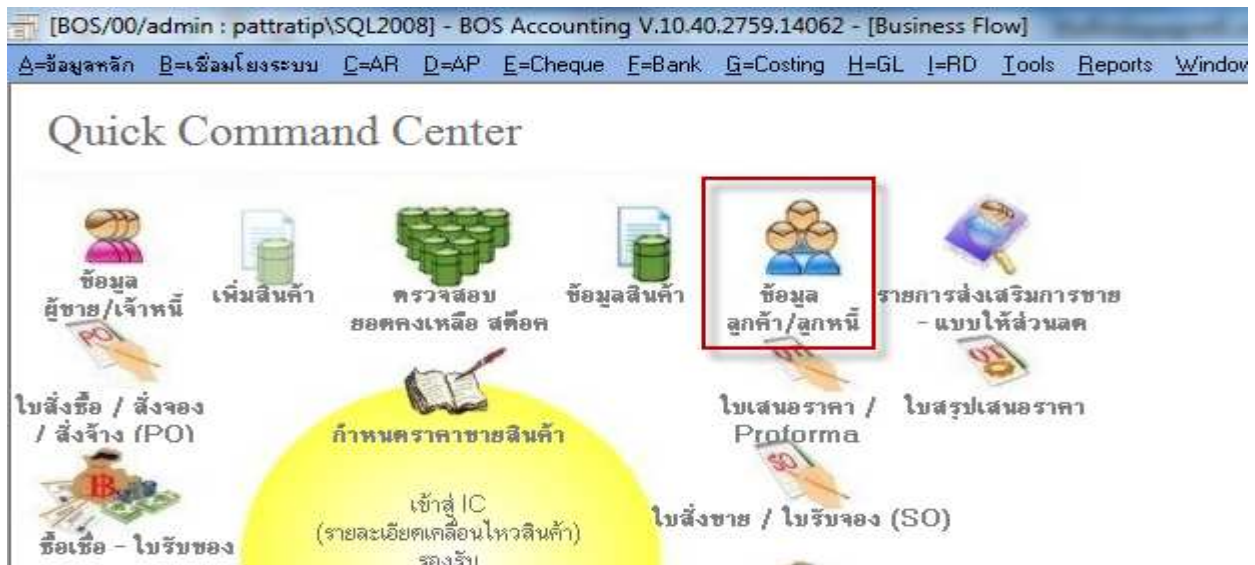 [BOS/00/admin : pattratip\SQL2008] - BOS Accounting V.10.40.2759.14062 - [Business Flow]
A=ข้อมูลหลัก B=เชื่อมโยงระบบ C=AR D=AP E=Cheque F=Bank G=Costing H=GL I=RD Tools Reports Window
Quick Command Center
ข้อมูล
ผู้ขาย/เจ้าหนี้
เพิ่มสินค้า
ตรวจสอบ
ยอดคงเหลือ สต๊อค
ข้อมูลสินค้า
ข้อมูล
ลูกค้า/ลูกหนี้
รายการส่งเสริมการขาย
- แบบให้ส่วนลด
PO
QT
ใบสั่งซื้อ / สั่งจอง
/ สั่งจ้าง (PO)
กำหนดราคาขายสินค้า
ใบเสนอราคา /
Proforma
ใบสรุปเสนอราคา
SO
B
เข้าสู่ IC
(รายละเอียดเคลื่อนไหวสินค้า)
รองรับ
ใบสั่งขาย / ใบรับจอง (SO)
ซื้อเชื่อ - ใบรับของ